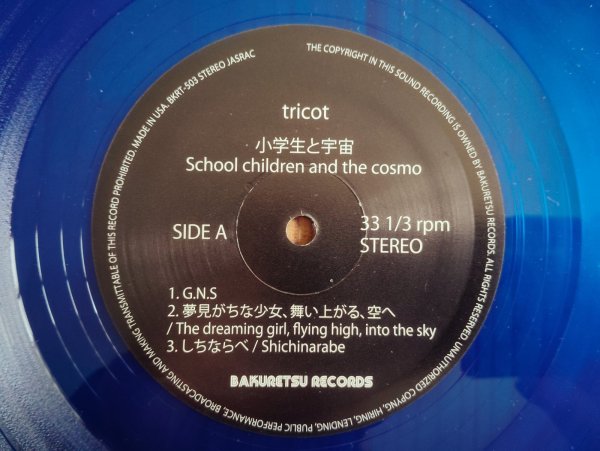 tricot
小学生と宇宙
School children and the cosmo
SIDE A
33 1/3 rpm
STEREO
1. G.N.S
2. 夢見がちな少女、舞い上がる、空へ
/ The dreaming girl, flying high, into the sky
3. しちならべ / Shichinarabe
BAKURETSU RECORDS
THE COPYRIGHT IN THIS SOUND RECORDING IS OWNED BY BAKURETSU RECORDS. ALL RIGHTS RESERVED. UNAUTHORIZED COPYNG, HIRING, LENDING, PUBLIC PERFORMANCE, BROADCASTING AND MAKING TRANSMITTABLE OF THIS RECORD PROHIBITED. MADE IN USA. BKRT-503 STEREO JASRAC